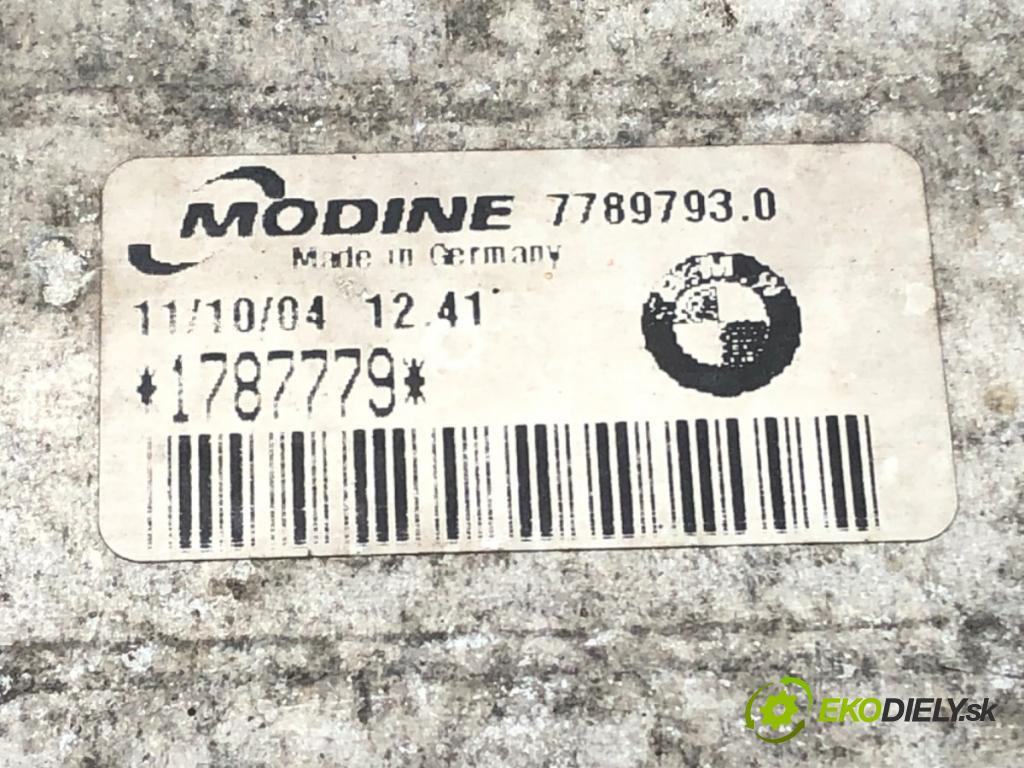 MODINE 7789793.0
Made in Germany
11/10/04 12.41
*1787779*
EKODIELY.sk